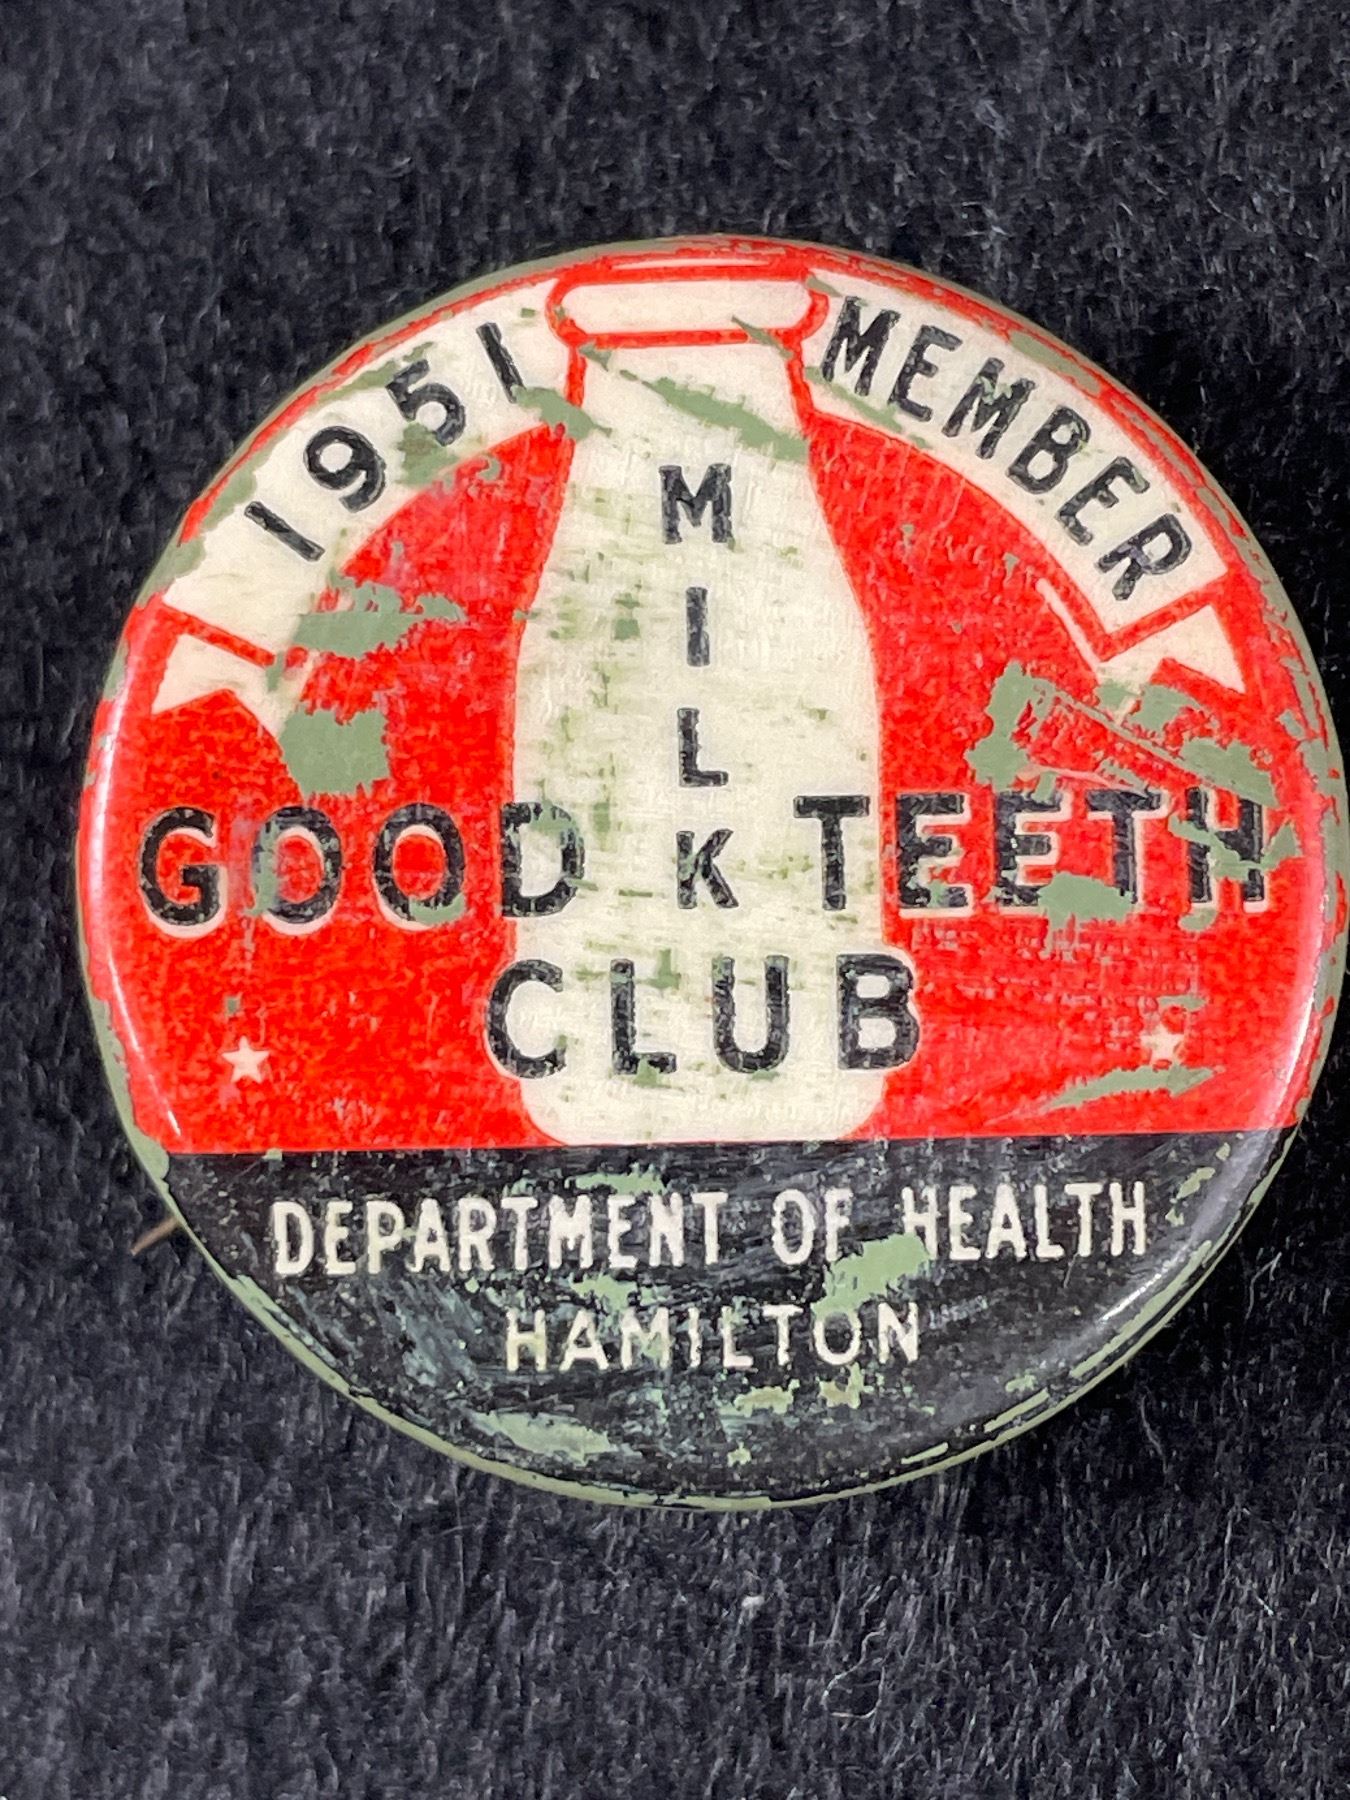 1951 MEMBER
MILK
GOOD TEETH
CLUB
DEPARTMENT OF HEALTH
HAMILTON